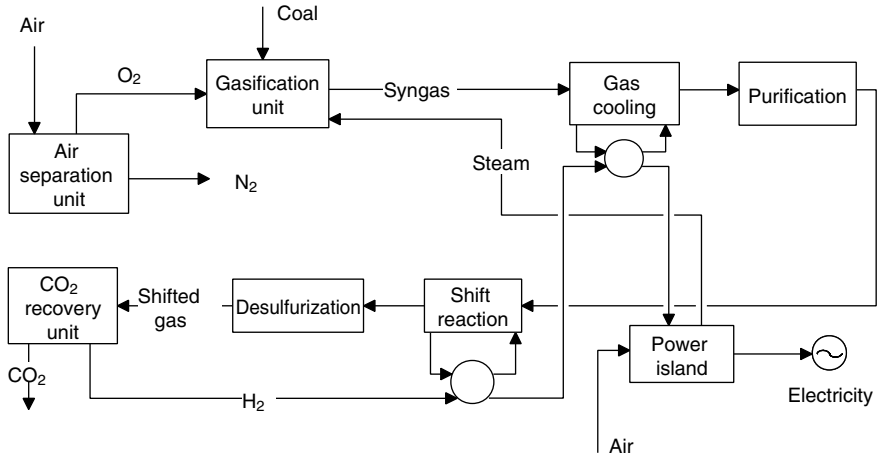 Air
Coal
O₂
Gasification
unit
Syngas
Gas
cooling
Purification
Air
separation
unit
N₂
Steam
CO₂
recovery
unit
Shifted
gas
Desulfurization
Shift
reaction
Power
island
CO₂
H₂
Electricity
Air